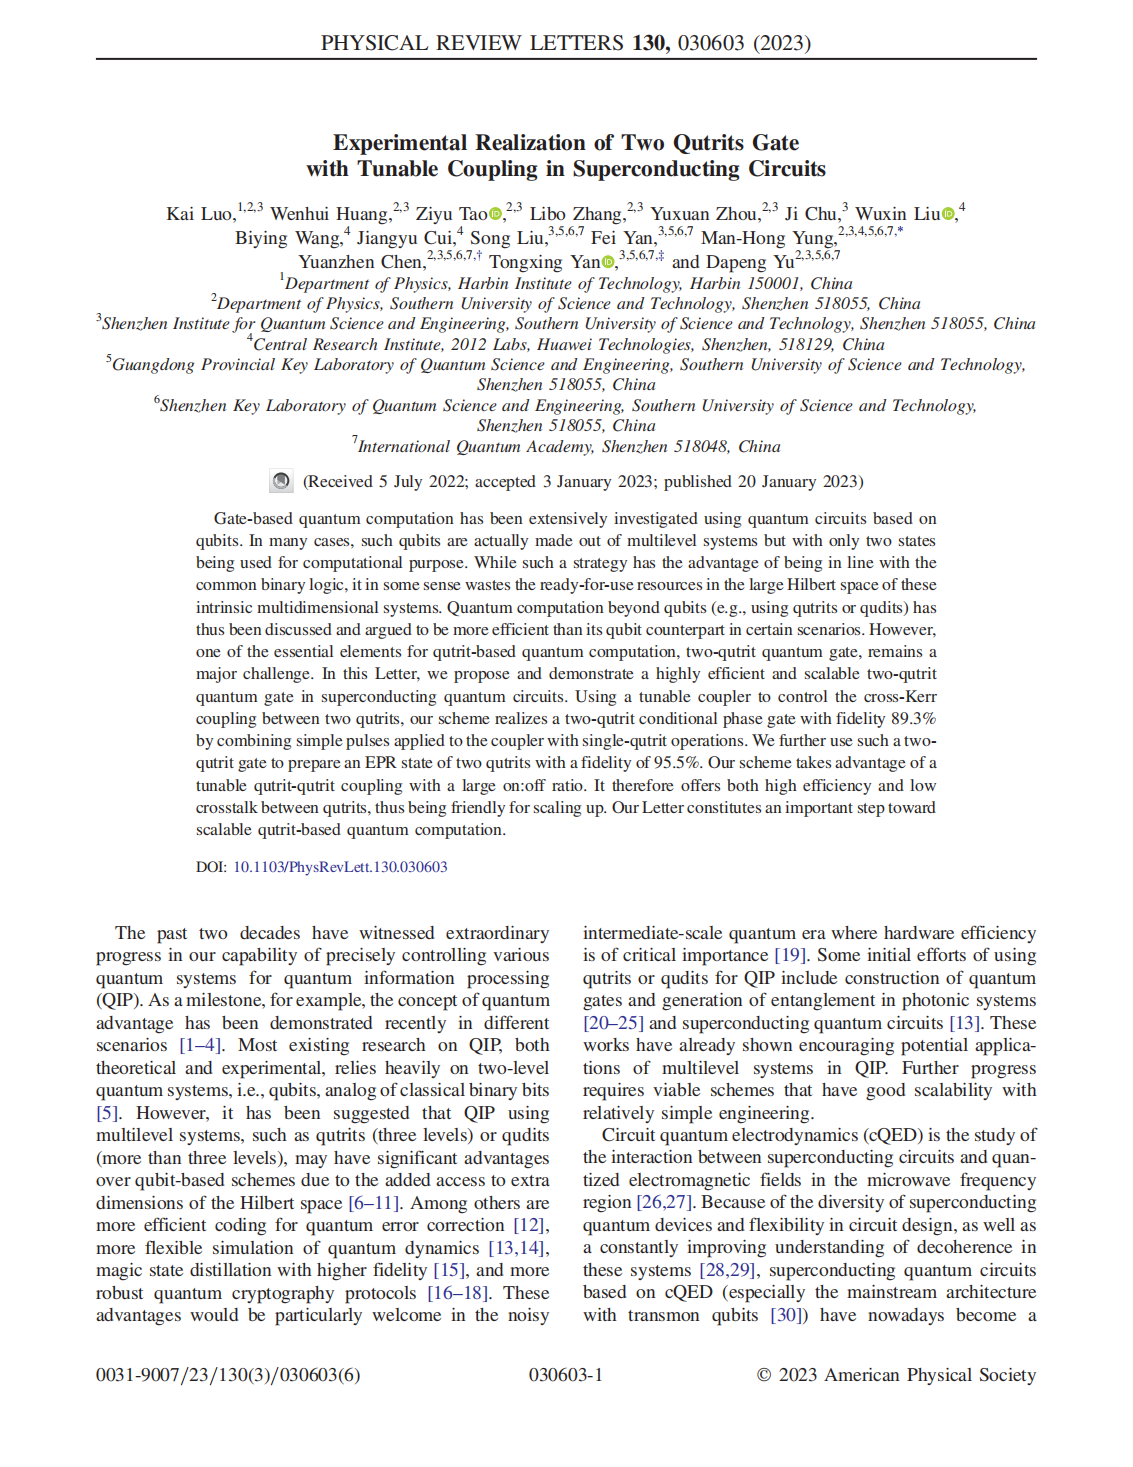 PHYSICAL REVIEW LETTERS 130, 030603 (2023)
Experimental Realization of Two Qutrits Gate
with Tunable Coupling in Superconducting Circuits
Kai Luo,1,2,3 Wenhui Huang,2,3 Ziyu Tao,2,3 Libo Zhang,2,3 Yuxuan Zhou,2,3 Ji Chu,3 Wuxin Liu,4
Biying Wang,4 Jiangyu Cui,4 Song Liu,3,5,6,7 Fei Yan,3,5,6,7 Man-Hong Yung,2,3,4,5,6,7,*
Yuanzhen Chen,2,3,5,6,7,† Tongxing Yan,3,5,6,7,‡ and Dapeng Yu2,3,5,6,7
1Department of Physics, Harbin Institute of Technology, Harbin 150001, China
2Department of Physics, Southern University of Science and Technology, Shenzhen 518055, China
3Shenzhen Institute for Quantum Science and Engineering, Southern University of Science and Technology, Shenzhen 518055, China
4Central Research Institute, 2012 Labs, Huawei Technologies, Shenzhen, 518129, China
5Guangdong Provincial Key Laboratory of Quantum Science and Engineering, Southern University of Science and Technology,
Shenzhen 518055, China
6Shenzhen Key Laboratory of Quantum Science and Engineering, Southern University of Science and Technology,
Shenzhen 518055, China
7International Quantum Academy, Shenzhen 518048, China
(Received 5 July 2022; accepted 3 January 2023; published 20 January 2023)
Gate-based quantum computation has been extensively investigated using quantum circuits based on
qubits. In many cases, such qubits are actually made out of multilevel systems but with only two states
being used for computational purpose. While such a strategy has the advantage of being in line with the
common binary logic, it in some sense wastes the ready-for-use resources in the large Hilbert space of these
intrinsic multidimensional systems. Quantum computation beyond qubits (e.g., using qutrits or qudits) has
thus been discussed and argued to be more efficient than its qubit counterpart in certain scenarios. However,
one of the essential elements for qutrit-based quantum computation, two-qutrit quantum gate, remains a
major challenge. In this Letter, we propose and demonstrate a highly efficient and scalable two-qutrit
quantum gate in superconducting quantum circuits. Using a tunable coupler to control the cross-Kerr
coupling between two qutrits, our scheme realizes a two-qutrit conditional phase gate with fidelity 89.3%
by combining simple pulses applied to the coupler with single-qutrit operations. We further use such a two-
qutrit gate to prepare an EPR state of two qutrits with a fidelity of 95.5%. Our scheme takes advantage of a
tunable qutrit-qutrit coupling with a large on:off ratio. It therefore offers both high efficiency and low
crosstalk between qutrits, thus being friendly for scaling up. Our Letter constitutes an important step toward
scalable qutrit-based quantum computation.
DOI: 10.1103/PhysRevLett.130.030603
The past two decades have witnessed extraordinary
progress in our capability of precisely controlling various
quantum systems for quantum information processing
(QIP). As a milestone, for example, the concept of quantum
advantage has been demonstrated recently in different
scenarios [1–4]. Most existing research on QIP, both
theoretical and experimental, relies heavily on two-level
quantum systems, i.e., qubits, analog of classical binary bits
[5]. However, it has been suggested that QIP using
multilevel systems, such as qutrits (three levels) or qudits
(more than three levels), may have significant advantages
over qubit-based schemes due to the added access to extra
dimensions of the Hilbert space [6–11]. Among others are
more efficient coding for quantum error correction [12],
more flexible simulation of quantum dynamics [13,14],
magic state distillation with higher fidelity [15], and more
robust quantum cryptography protocols [16–18]. These
advantages would be particularly welcome in the noisy
intermediate-scale quantum era where hardware efficiency
is of critical importance [19]. Some initial efforts of using
qutrits or qudits for QIP include construction of quantum
gates and generation of entanglement in photonic systems
[20–25] and superconducting quantum circuits [13]. These
works have already shown encouraging potential applica-
tions of multilevel systems in QIP. Further progress
requires viable schemes that have good scalability with
relatively simple engineering.
Circuit quantum electrodynamics (cQED) is the study of
the interaction between superconducting circuits and quan-
tized electromagnetic fields in the microwave frequency
region [26,27]. Because of the diversity of superconducting
quantum devices and flexibility in circuit design, as well as
a constantly improving understanding of decoherence in
these systems [28,29], superconducting quantum circuits
based on cQED (especially the mainstream architecture
with transmon qubits [30]) have nowadays become a
0031-9007/23/130(3)/030603(6)
030603-1
© 2023 American Physical Society